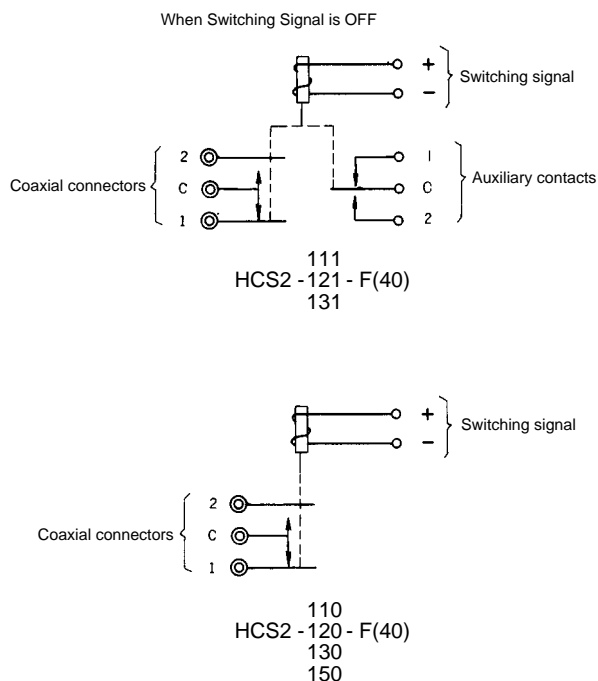 When Switching Signal is OFF
+
Switching signal
−
2
1
Coaxial connectors
C
C
Auxiliary contacts
1
2
111
HCS2 -121 - F(40)
131
+
Switching signal
−
2
Coaxial connectors
C
1
110
HCS2 -120 - F(40)
130
150